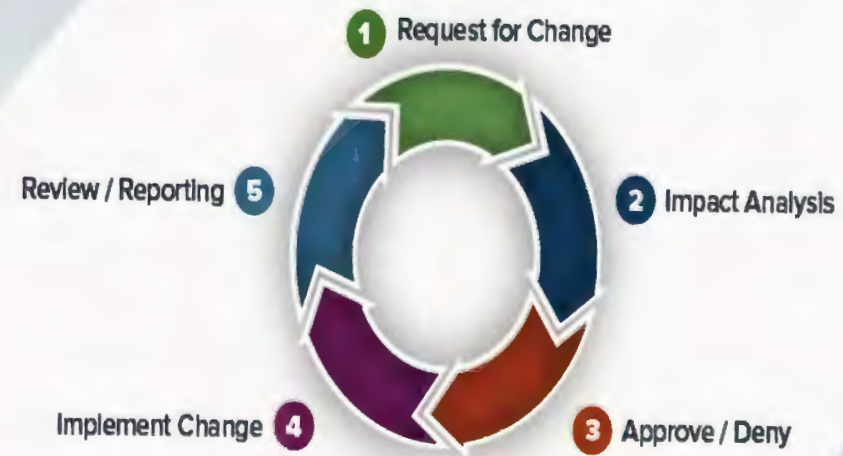 1 Request for Change
2 Impact Analysis
3 Approve / Deny
4 Implement Change
5 Review / Reporting